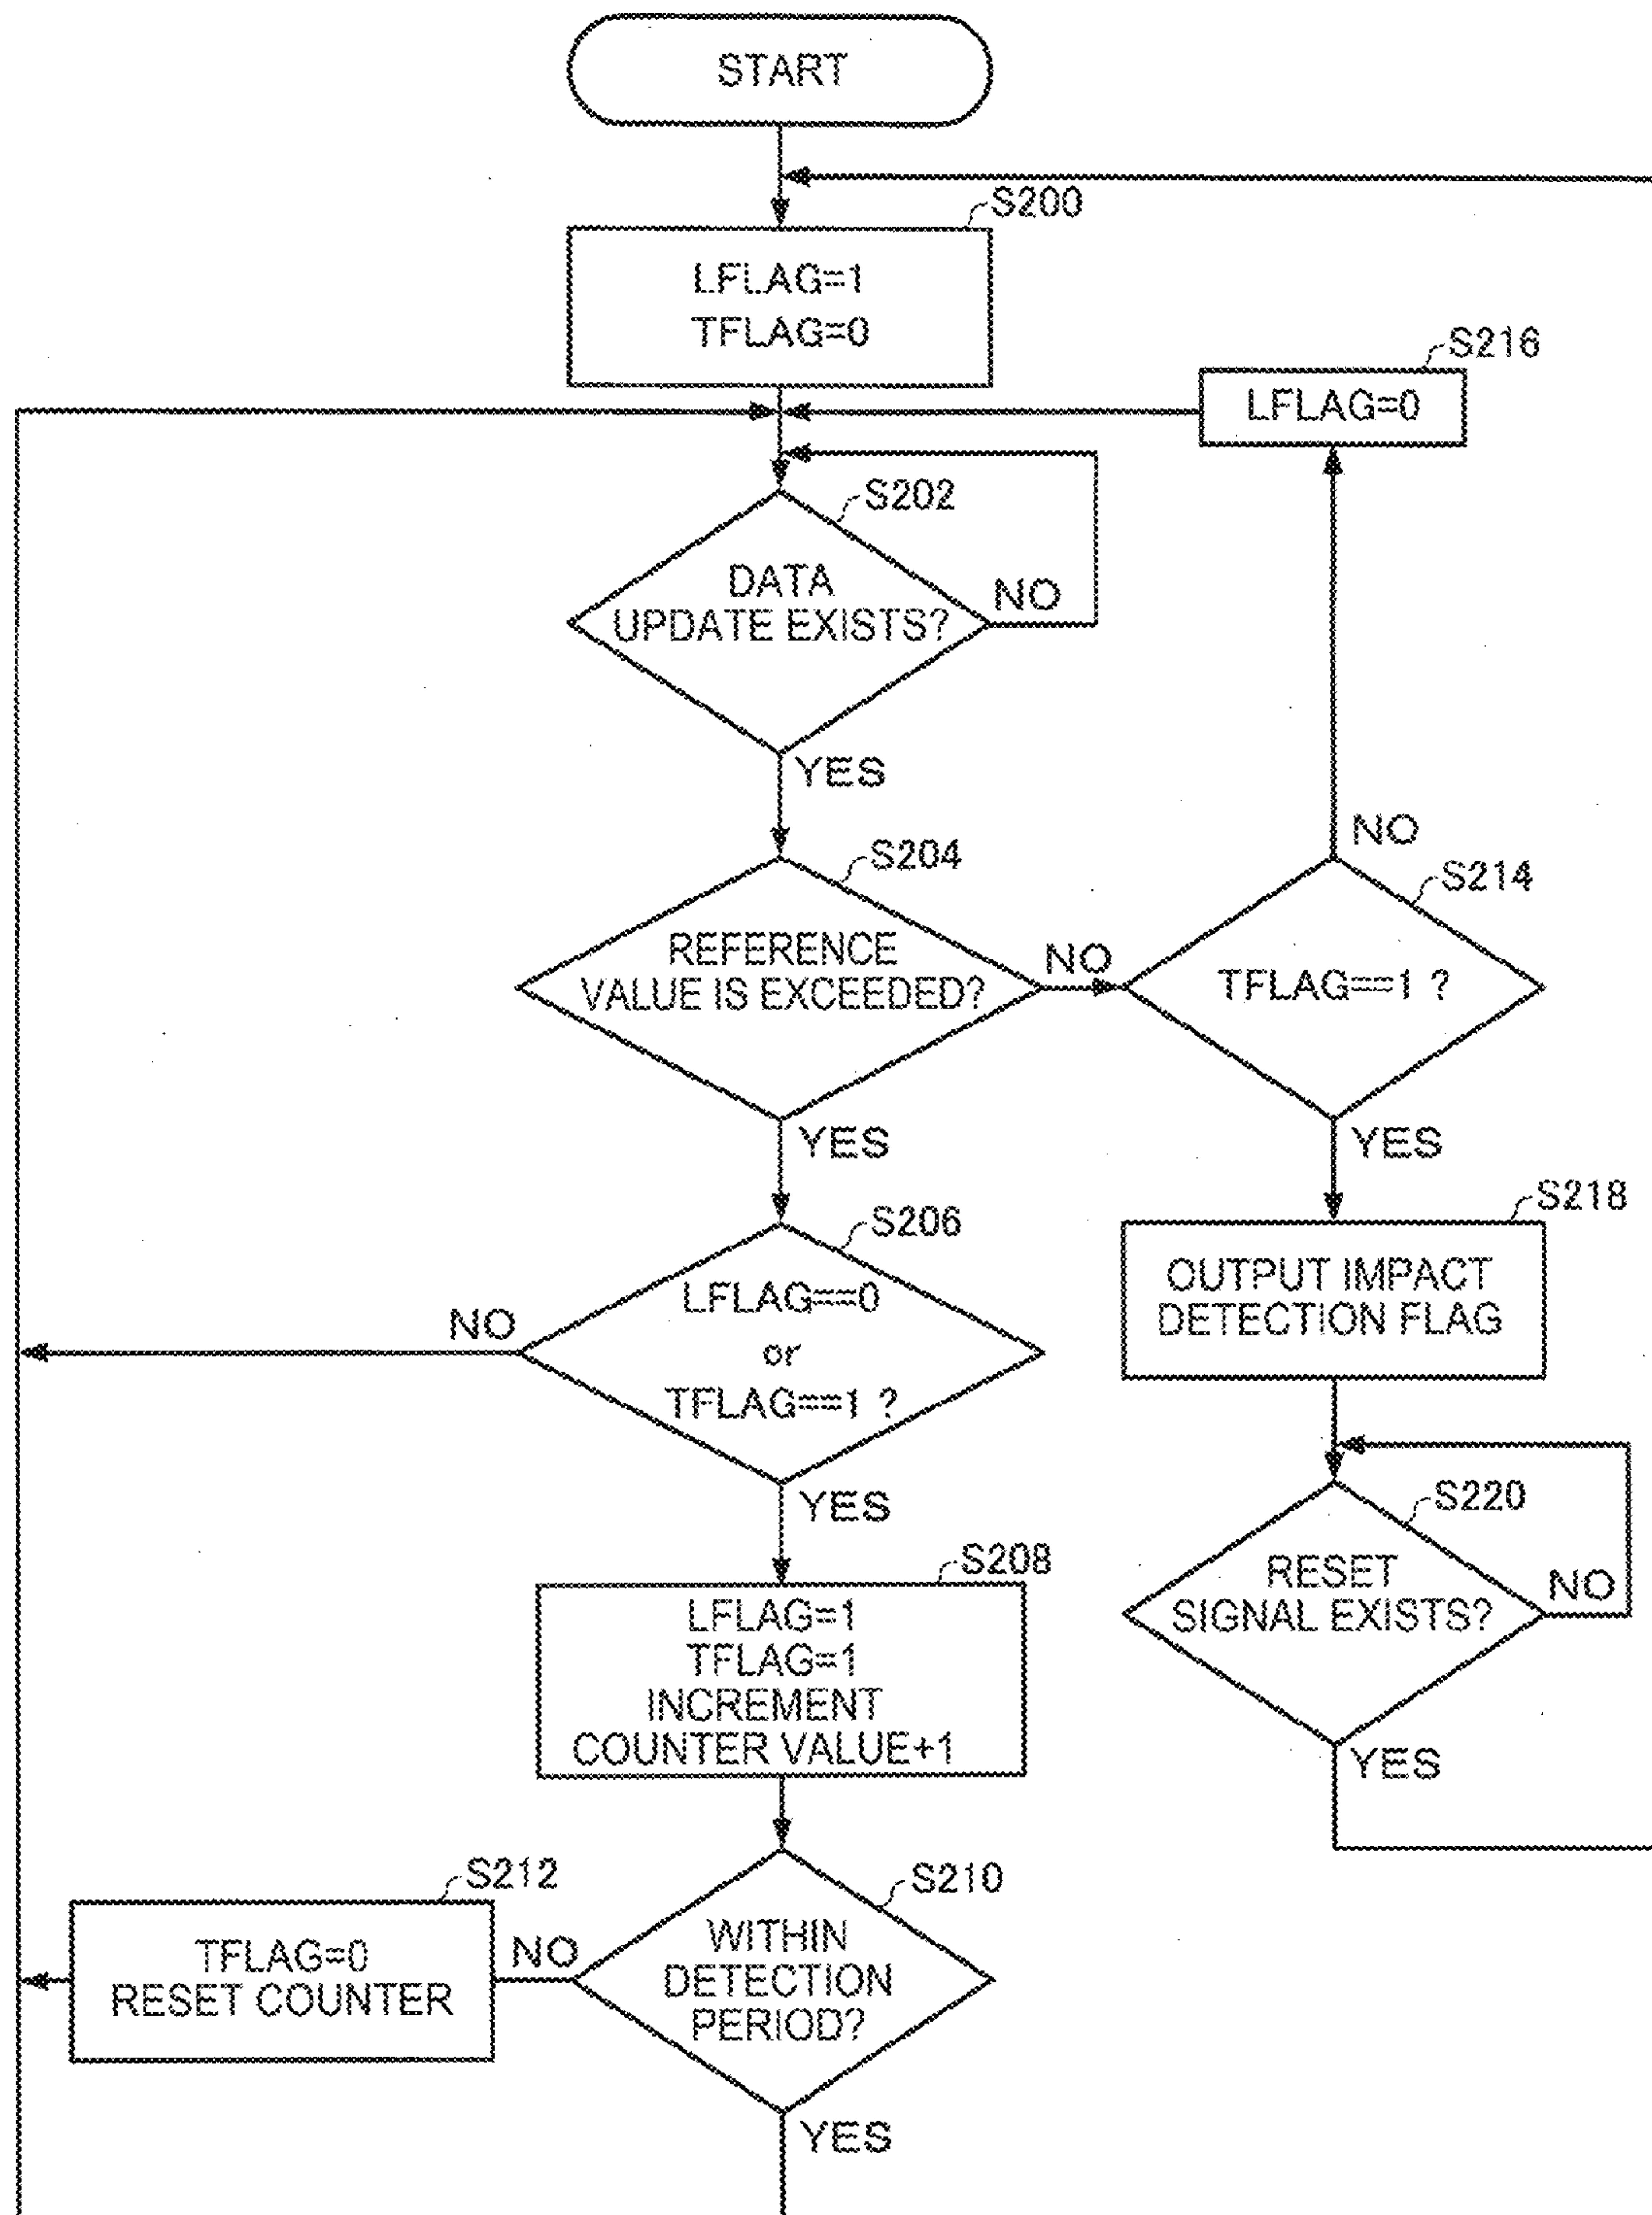 START
S200
LFLAG=1
TFLAG=0
S216
LFLAG=0
S202
DATA
UPDATE EXISTS?
NO
YES
S204
REFERENCE
VALUE IS EXCEEDED?
NO
YES
S214
TFLAG==1 ?
NO
YES
S206
LFLAG==0
or
TFLAG==1 ?
NO
YES
S218
OUTPUT IMPACT
DETECTION FLAG
S220
RESET
SIGNAL EXISTS?
NO
YES
S208
LFLAG=1
TFLAG=1
INCREMENT
COUNTER VALUE+1
S210
WITHIN
DETECTION
PERIOD?
NO
YES
S212
TFLAG=0
RESET COUNTER